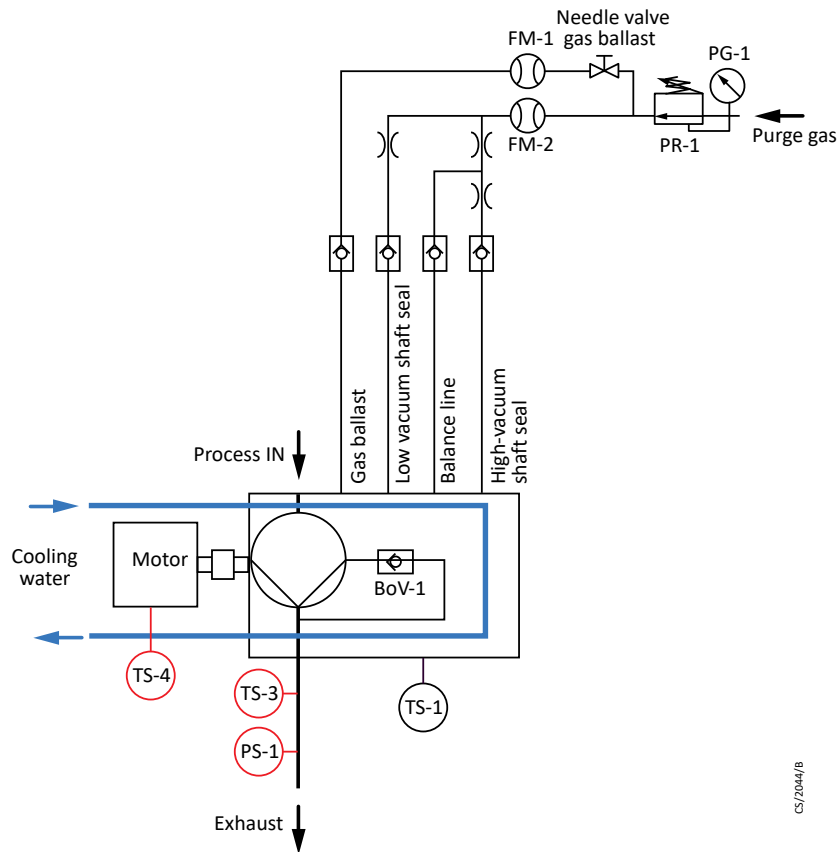 Needle valve
gas ballast
FM-1
PG-1
FM-2
PR-1
Purge gas
Gas ballast
Low vacuum shaft seal
Balance line
High-vacuum
shaft seal
Process IN
Cooling
water
Motor
BoV-1
TS-4
TS-3
TS-1
PS-1
Exhaust
CS/2044/B